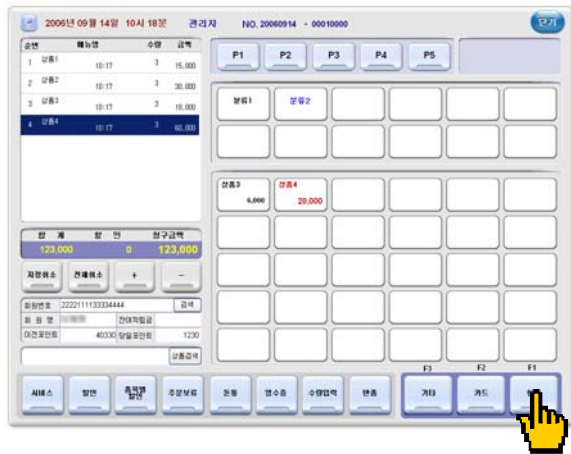 2006년 09월 14일 10시 18분 관리자 NO. 20060914 - 00010000 닫기
순번 메뉴명 수량 금액
1 상품1 10:17 3 15,000
2 상품2 10:17 3 30,000
3 상품3 10:17 3 18,000
4 상품4 10:17 3 60,000
P1 P2 P3 P4 P5
분류1 분류2
상품3 상품4
6,000 20,000
합 계 할 인 청구금액
123,000 0 123,000
지정취소 전체취소 + -
회원번호 2222111133334444 검색
회 원 명 잔여적립금
이전포인트 40330 당일포인트 1230
상품검색
F3 F2 F1
서비스 할인 품목별 할인 주문보류 돈통 영수증 수량입력 반품 기타 카드